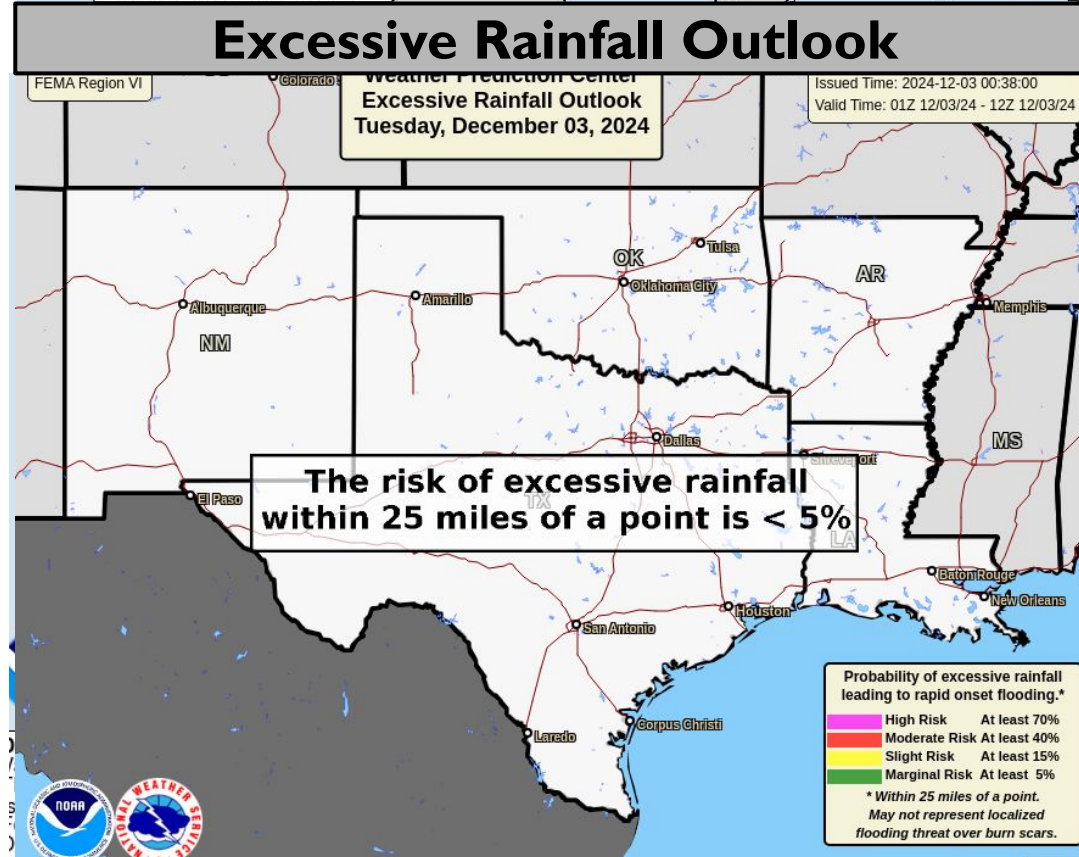 Excessive Rainfall Outlook
FEMA Region VI
Weather Prediction Center
Excessive Rainfall Outlook
Tuesday, December 03, 2024
Issued Time: 2024-12-03 00:38:00
Valid Time: 01Z 12/03/24 - 12Z 12/03/24
Colorado
Tulsa
OK
Oklahoma City
AR
Amarillo
Albuquerque
Memphis
NM
Dallas
MS
Shreveport
The risk of excessive rainfall
within 25 miles of a point is < 5%
El Paso
TX
LA
Baton Rouge
New Orleans
Houston
San Antonio
Corpus Christi
Laredo
Probability of excessive rainfall
leading to rapid onset flooding.*
High Risk At least 70%
Moderate Risk At least 40%
Slight Risk At least 15%
Marginal Risk At least 5%
* Within 25 miles of a point.
May not represent localized
flooding threat over burn scars.
NOAA
NATIONAL WEATHER SERVICE